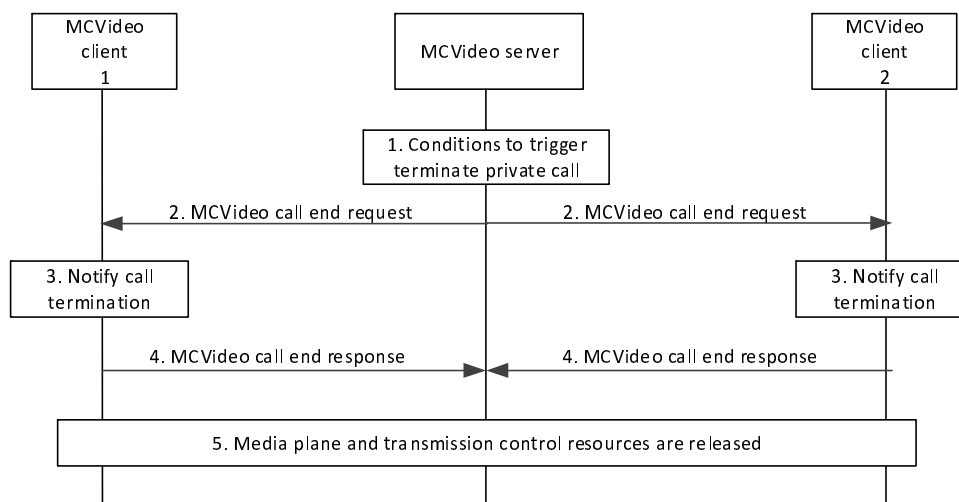 MCVideo
client
1
MCVideo server
MCVideo
client
2
1. Conditions to trigger
terminate private call
2. MCVideo call end request
2. MCVideo call end request
3. Notify call
termination
3. Notify call
termination
4. MCVideo call end response
4. MCVideo call end response
5. Media plane and transmission control resources are released